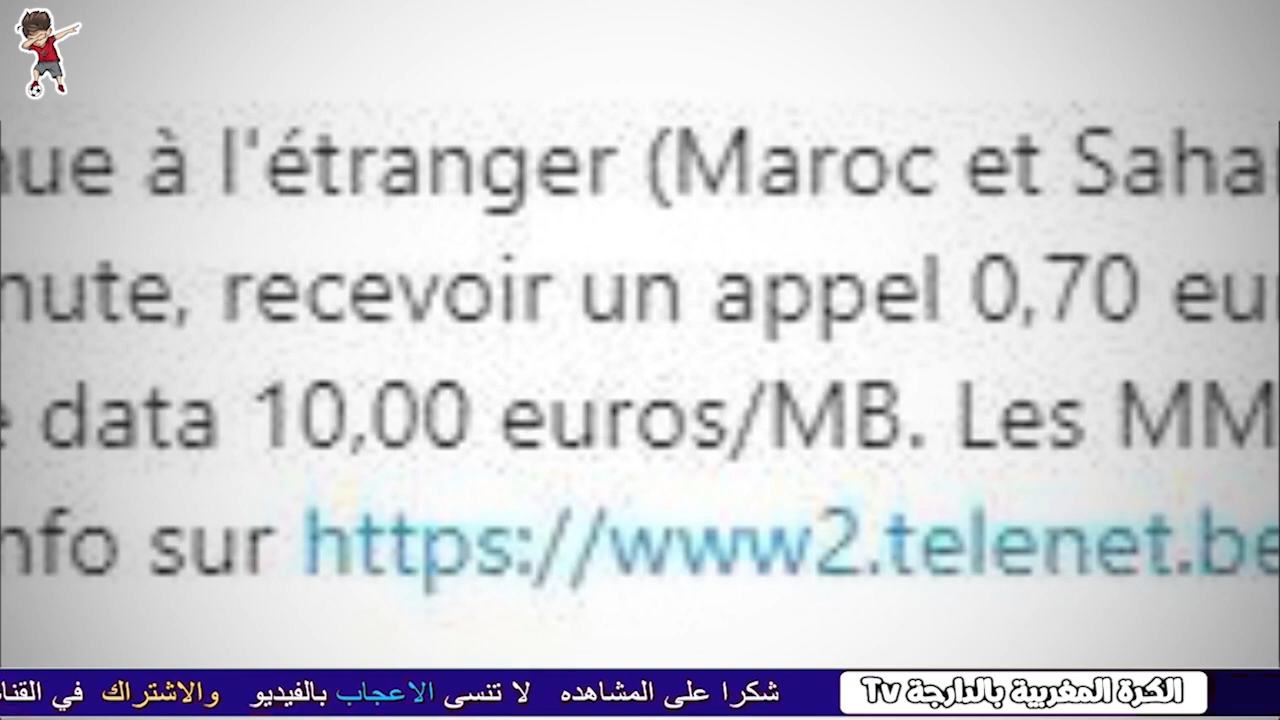 nue à l'étranger (Maroc et Saha
nute, recevoir un appel 0,70 eu
e data 10,00 euros/MB. Les MM
nfo sur https://www2.telenet.be
الكرة المغربية بالدارجة Tv
شكرا على المشاهده لا تنسى الاعجاب بالفيديو والاشتراك في القنا